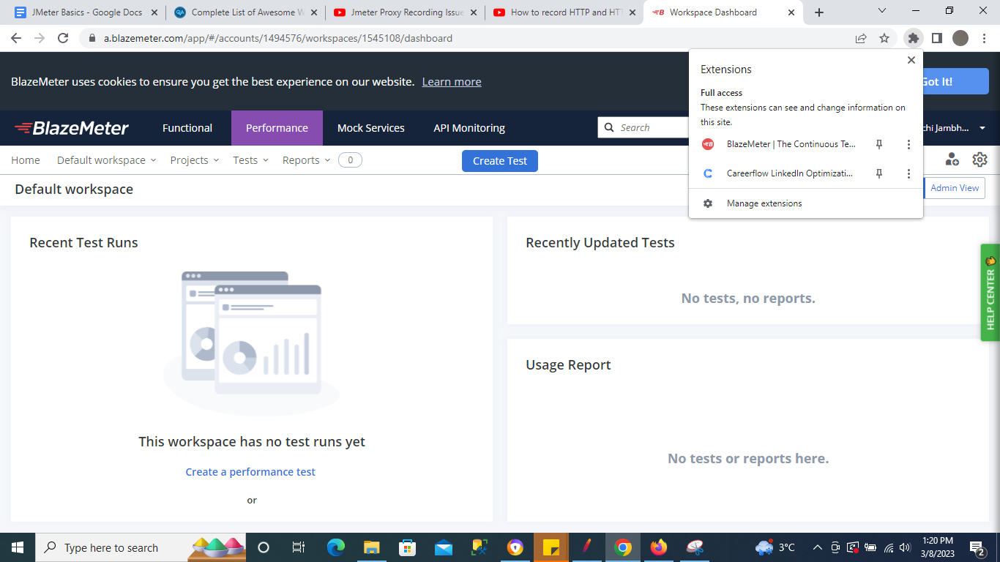 JMeter Basics - Google Docs
Complete List of Awesome W
Jmeter Proxy Recording Issue
How to record HTTP and HT
Workspace Dashboard
a.blazemeter.com/app/#/accounts/1494576/workspaces/1545108/dashboard
BlazeMeter uses cookies to ensure you get the best experience on our website. Learn more
Got It!
Extensions
Full access
These extensions can see and change information on
this site.
BlazeMeter | The Continuous Te...
Careerflow LinkedIn Optimizati...
Manage extensions
BlazeMeter
Functional
Performance
Mock Services
API Monitoring
Search
chi Jambh...
Home
Default workspace
Projects
Tests
Reports
0
Create Test
Default workspace
Admin View
Recent Test Runs
This workspace has no test runs yet
Create a performance test
or
Recently Updated Tests
No tests, no reports.
Usage Report
No tests or reports here.
HELP CENTER
Type here to search
3°C
1:20 PM
3/8/2023
2